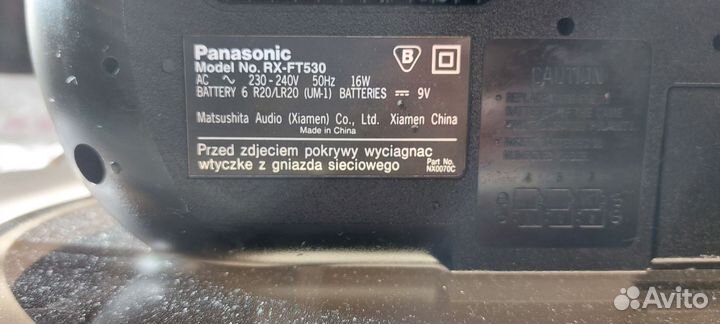 Panasonic
Model No. RX-FT530
AC ~ 230-240V 50Hz 16W
BATTERY 6 R20/LR20 (UM-1) BATTERIES ⎓ 9V
B
Matsushita Audio (Xiamen) Co., Ltd. Xiamen China
Made in China
Przed zdjeciem pokrywy wyciagnac
wtyczke z gniazda sieciowego
Part No.
NX0070C
CAUTION
Avito